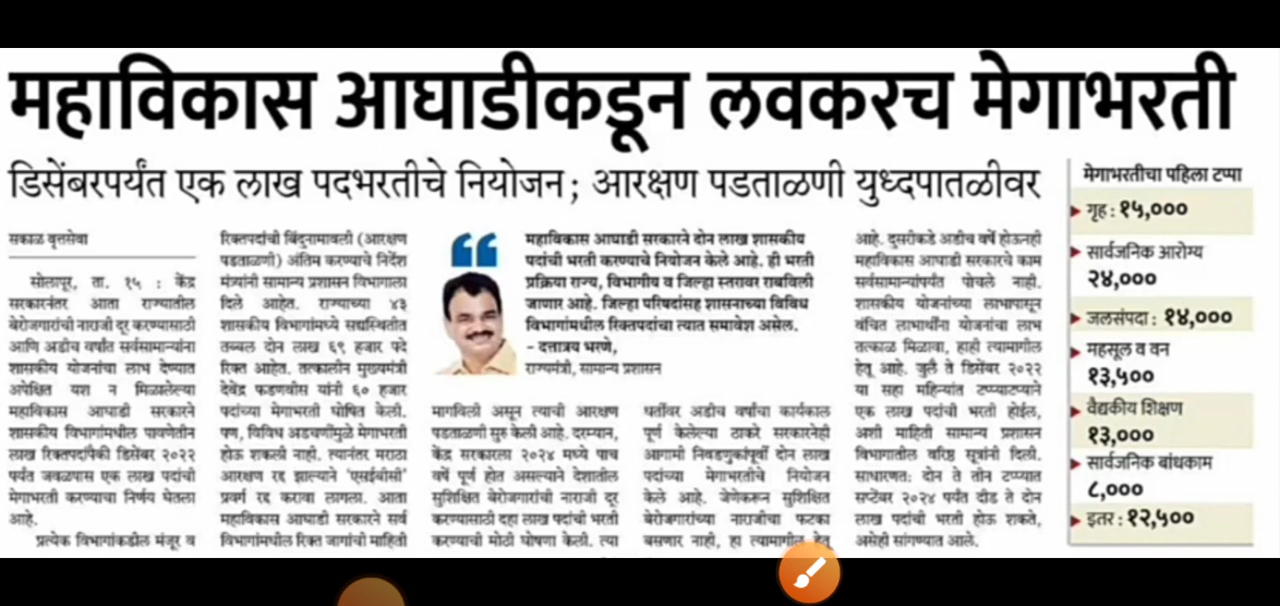 महाविकास आघाडीकडून लवकरच मेगाभरती
डिसेंबरपर्यंत एक लाख पदभरतीचे नियोजन; आरक्षण पडताळणी युध्दपातळीवर
सकाळ वृत्तसेवा
सोलापूर, ता. १५ : केंद्र
सरकारनंतर आता राज्यातील
बेरोजगारांची नाराजी दूर करण्यासाठी
आणि अडीच वर्षांत सर्वसामान्यांना
शासकीय योजनांचा लाभ देण्यात
अपेक्षित यश न मिळालेल्या
महाविकास आघाडी सरकारने
शासकीय विभागांमधील पावणेतीन
लाख रिक्तपदांपैकी डिसेंबर २०२२
पर्यंत जवळपास एक लाख पदांची
मेगाभरती करण्याचा निर्णय घेतला
आहे.
प्रत्येक विभागांकडील मंजूर व
रिक्तपदांची बिंदुनामावली (आरक्षण
पडताळणी) अंतिम करण्याचे निर्देश
मंत्र्यांनी सामान्य प्रशासन विभागाला
दिले आहेत. राज्याच्या ४३
शासकीय विभागांमध्ये सद्यस्थितीत
तब्बल दोन लाख ६९ हजार पदे
रिक्त आहेत. तत्कालीन मुख्यमंत्री
देवेंद्र फडणवीस यांनी ६० हजार
पदांच्या मेगाभरती घोषित केली.
पण, विविध अडचणींमुळे मेगाभरती
होऊ शकली नाही. त्यानंतर मराठा
आरक्षण रद्द झाल्याने 'एसईबीसी'
प्रवर्ग रद्द करावा लागला. आता
महाविकास आघाडी सरकारने सर्व
विभागांमधील रिक्त जागांची माहिती
महाविकास आघाडी सरकारने दोन लाख शासकीय
पदांची भरती करण्याचे नियोजन केले आहे. ही भरती
प्रक्रिया राज्य, विभागीय व जिल्हा स्तरावर राबविली
जाणार आहे. जिल्हा परिषदांसह शासनाच्या विविध
विभागांमधील रिक्तपदांचा त्यात समावेश असेल.
- दत्तात्रय भरणे,
राज्यमंत्री, सामान्य प्रशासन
मागविली असून त्याची आरक्षण
पडताळणी सुरु केली आहे. दरम्यान,
केंद्र सरकारला २०२४ मध्ये पाच
वर्षे पूर्ण होत असल्याने देशातील
सुशिक्षित बेरोजगारांची नाराजी दूर
करण्यासाठी दहा लाख पदांची भरती
करण्याची मोठी घोषणा केली. त्या
धर्तीवर अडीच वर्षांचा कार्यकाल
पूर्ण केलेल्या ठाकरे सरकारनेही
आगामी निवडणुकांपूर्वी दोन लाख
पदांच्या मेगाभरतीचे नियोजन
केले आहे. जेणेकरून सुशिक्षित
बेरोजगारांच्या नाराजीचा फटका
बसणार नाही, हा त्यामागील हेतू
आहे. दुसरीकडे अडीच वर्षे होऊनही
महाविकास आघाडी सरकारचे काम
सर्वसामान्यांपर्यंत पोचले नाही.
शासकीय योजनांच्या लाभापासून
वंचित लाभार्थींना योजनांचा लाभ
तत्काळ मिळावा, हाही त्यामागील
हेतू आहे. जुलै ते डिसेंबर २०२२
या सहा महिन्यांत टप्प्याटप्प्याने
एक लाख पदांची भरती होईल,
अशी माहिती सामान्य प्रशासन
विभागातील वरिष्ठ सूत्रांनी दिली.
साधारणत: दोन ते तीन टप्प्यात
सप्टेंबर २०२४ पर्यंत दीड ते दोन
लाख पदांची भरती होऊ शकते,
असेही सांगण्यात आले.
मेगाभरतीचा पहिला टप्पा
गृह : १५,०००
सार्वजनिक आरोग्य
२४,०००
जलसंपदा : १४,०००
महसूल व वन
१३,५००
वैद्यकीय शिक्षण
१३,०००
सार्वजनिक बांधकाम
८,०००
इतर : १२,५००